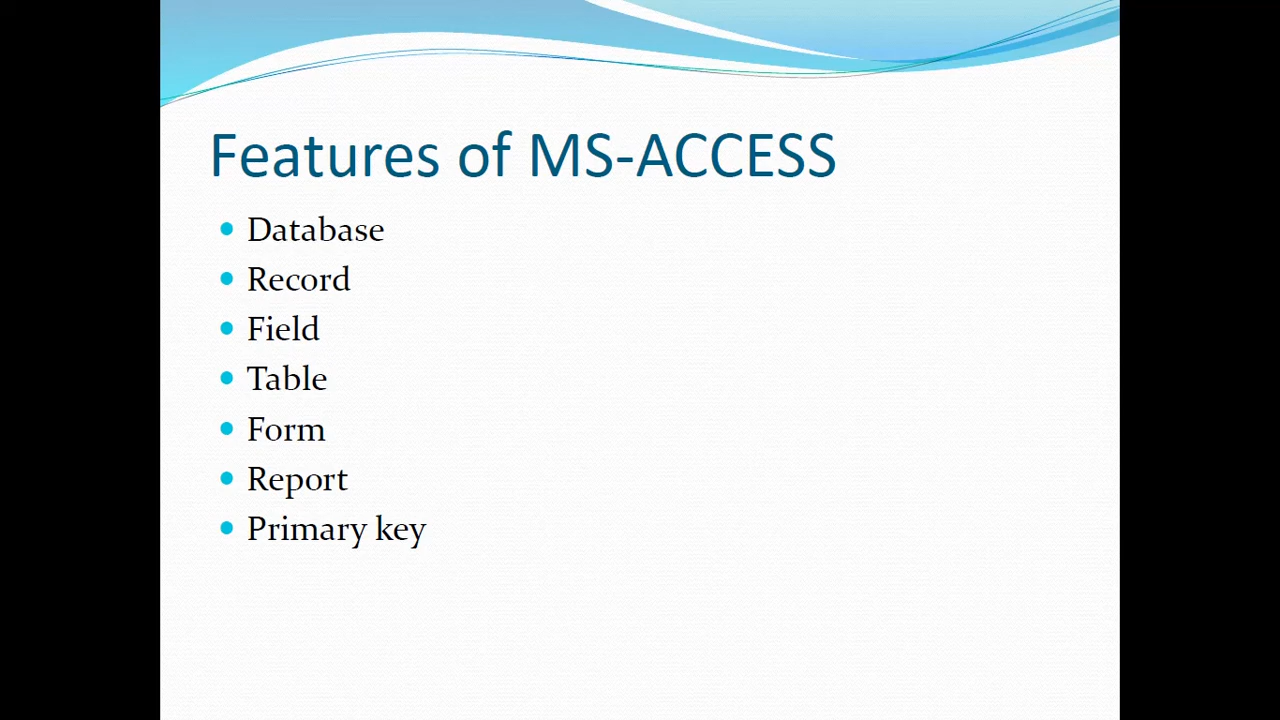 Features of MS-ACCESS
Database
Record
Field
Table
Form
Report
Primary key